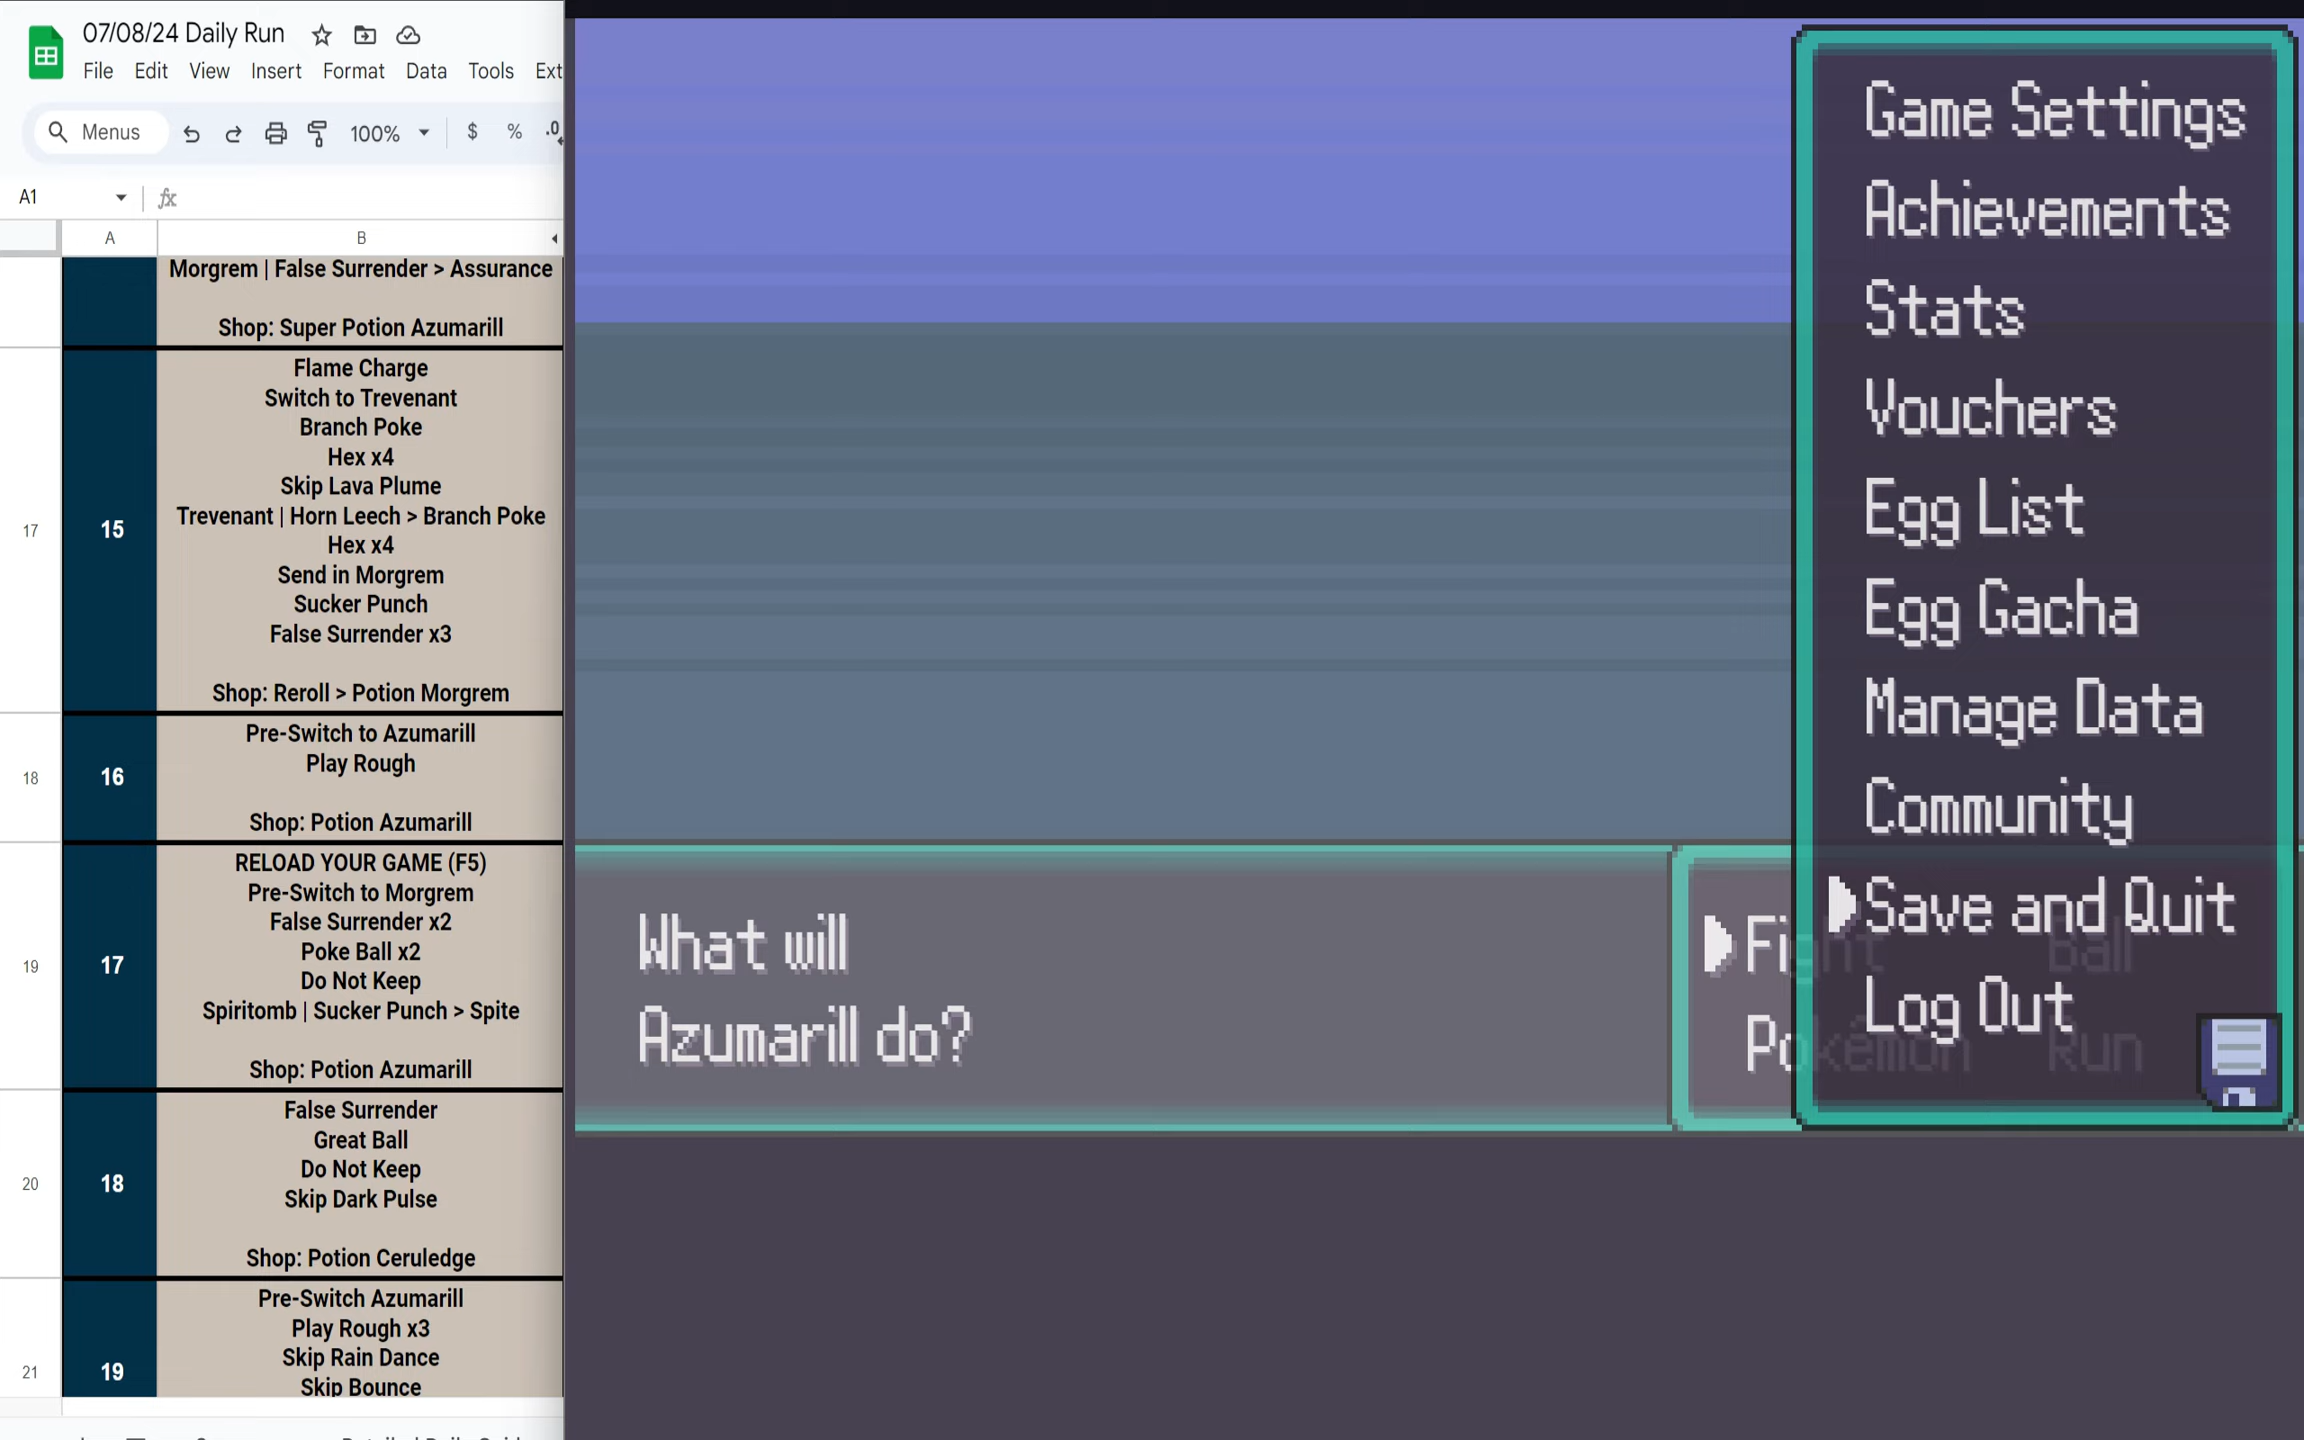 07/08/24 Daily Run
File Edit View Insert Format Data Tools Ext
Menus 100% $ % .0
A1 fx
A B
Morgrem | False Surrender > Assurance
Shop: Super Potion Azumarill
17 15
Flame Charge
Switch to Trevenant
Branch Poke
Hex x4
Skip Lava Plume
Trevenant | Horn Leech > Branch Poke
Hex x4
Send in Morgrem
Sucker Punch
False Surrender x3
Shop: Reroll > Potion Morgrem
18 16
Pre-Switch to Azumarill
Play Rough
Shop: Potion Azumarill
19 17
RELOAD YOUR GAME (F5)
Pre-Switch to Morgrem
False Surrender x2
Poke Ball x2
Do Not Keep
Spiritomb | Sucker Punch > Spite
Shop: Potion Azumarill
20 18
False Surrender
Great Ball
Do Not Keep
Skip Dark Pulse
Shop: Potion Ceruledge
21 19
Pre-Switch Azumarill
Play Rough x3
Skip Rain Dance
Skip Bounce
What will
Azumarill do?
Fight Ball
Pokémon Run
Game Settings
Achievements
Stats
Vouchers
Egg List
Egg Gacha
Manage Data
Community
Save and Quit
Log Out